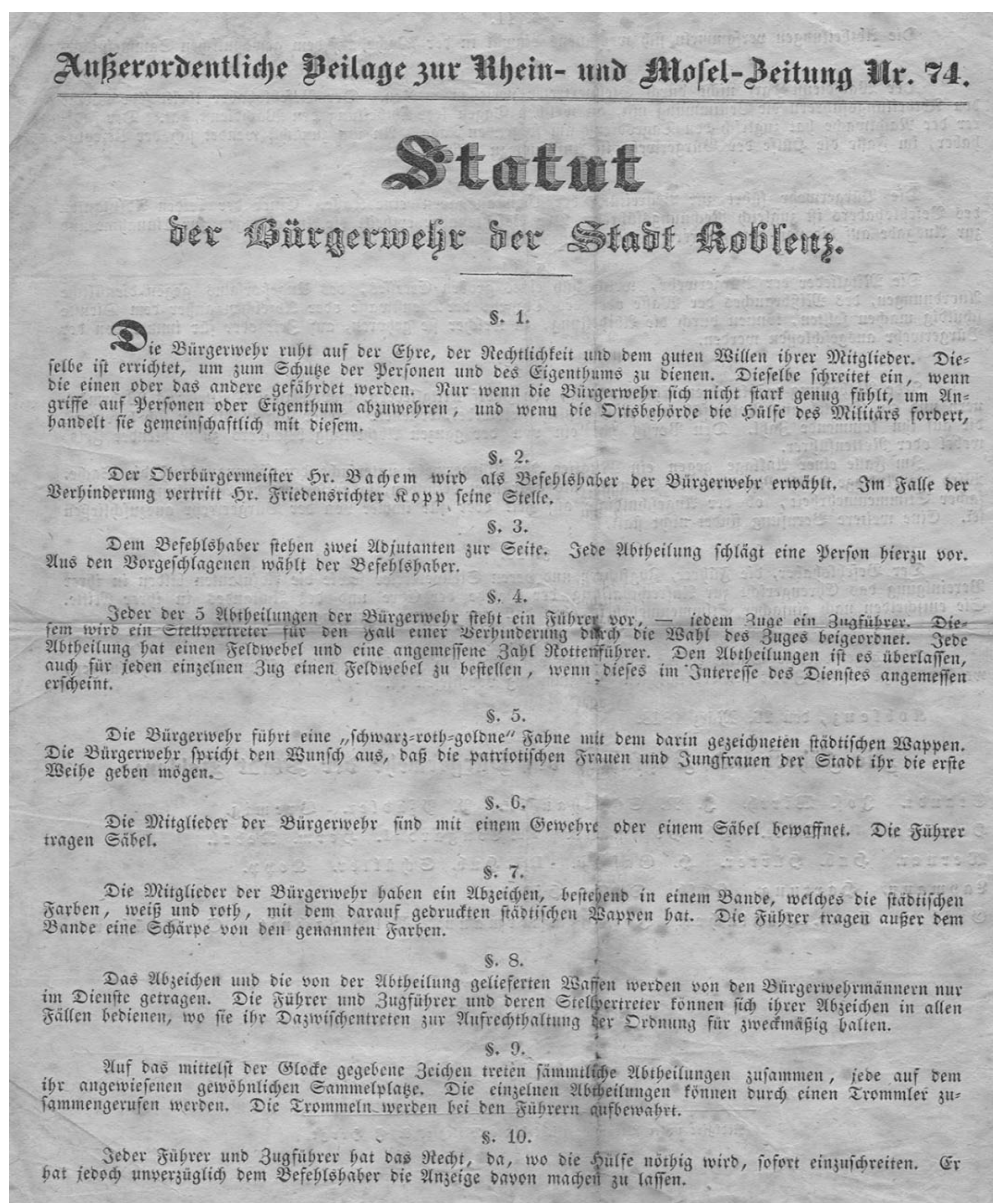 Außerordentliche Beilage zur Rhein- und Mosel-Zeitung Nr. 74.
Statut
der Bürgerwehr der Stadt Koblenz.
§. 1.
Die Bürgerwehr ruht auf der Ehre, der Rechtlichkeit und dem guten Willen ihrer Mitglieder. Die-
selbe ist errichtet, um zum Schutze der Personen und des Eigenthums zu dienen. Dieselbe schreitet ein, wenn
die einen oder das andere gefährdet werden. Nur wenn die Bürgerwehr sich nicht stark genug fühlt, um An-
griffe auf Personen oder Eigenthum abzuwehren, und wenn die Ortsbehörde die Hülfe des Militärs fordert,
handelt sie gemeinschaftlich mit diesem.
§. 2.
Der Oberbürgermeister Hr. Bachem wird als Befehlshaber der Bürgerwehr erwählt. Im Falle der
Verhinderung vertritt Hr. Friedensrichter Kopp seine Stelle.
§. 3.
Dem Befehlshaber stehen zwei Adjutanten zur Seite. Jede Abtheilung schlägt eine Person hierzu vor.
Aus den Vorgeschlagenen wählt der Befehlshaber.
§. 4.
Jeder der 5 Abtheilungen der Bürgerwehr steht ein Führer vor, — jedem Zuge ein Zugführer. Die-
sem wird ein Stellvertreter für den Fall einer Verhinderung durch die Wahl des Zuges beigeordnet. Jede
Abtheilung hat einen Feldwebel und eine angemessene Zahl Rottenführer. Den Abtheilungen ist es überlassen,
auch für jeden einzelnen Zug einen Feldwebel zu bestellen, wenn dieses im Interesse des Dienstes angemessen
erscheint.
§. 5.
Die Bürgerwehr führt eine „schwarz-roth-goldne" Fahne mit dem darin gezeichneten städtischen Wappen.
Die Bürgerwehr spricht den Wunsch aus, daß die patriotischen Frauen und Jungfrauen der Stadt ihr die erste
Weihe geben mögen.
§. 6.
Die Mitglieder der Bürgerwehr sind mit einem Gewehre oder einem Säbel bewaffnet. Die Führer
tragen Säbel.
§. 7.
Die Mitglieder der Bürgerwehr haben ein Abzeichen, bestehend in einem Bande, welches die städtischen
Farben, weiß und roth, mit dem darauf gedruckten städtischen Wappen hat. Die Führer tragen außer dem
Bande eine Schärpe von den genannten Farben.
§. 8.
Das Abzeichen und die von der Abtheilung gelieferten Waffen werden von den Bürgerwehrmännern nur
im Dienste getragen. Die Führer und Zugführer und deren Stellvertreter können sich ihrer Abzeichen in allen
Fällen bedienen, wo sie ihr Dazwischentreten zur Aufrechthaltung der Ordnung für zweckmäßig halten.
§. 9.
Auf das mittelst der Glocke gegebene Zeichen treten sämmtliche Abtheilungen zusammen, jede auf dem
ihr angewiesenen gewöhnlichen Sammelplatze. Die einzelnen Abtheilungen können durch einen Trommler zu-
sammengerufen werden. Die Trommeln werden bei den Führern aufbewahrt.
§. 10.
Jeder Führer und Zugführer hat das Recht, da, wo die Hülfe nöthig wird, sofort einzuschreiten. Er
hat jedoch unverzüglich dem Befehlshaber die Anzeige davon machen zu lassen.